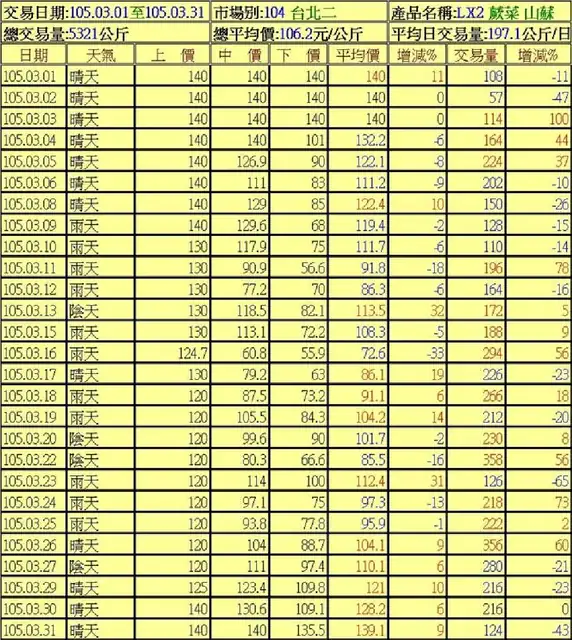 交易日期:105.03.01至105.03.31 市場別:104 台北二 產品名稱:LX2 蕨菜 山蘇
總交易量:5321公斤 總平均價:106.2元/公斤 平均日交易量:197.1公斤/日
日期 天氣 上 價 中 價 下 價 平均價 增減% 交易量 增減%
105.03.01 晴天 140 140 140 140 11 108 -11
105.03.02 晴天 140 140 140 140 0 57 -47
105.03.03 晴天 140 140 140 140 0 114 100
105.03.04 晴天 140 140 101 132.2 -6 164 44
105.03.05 晴天 140 126.9 90 122.1 -8 224 37
105.03.06 晴天 140 111 83 111.2 -9 202 -10
105.03.08 晴天 140 129 85 122.4 10 150 -26
105.03.09 雨天 140 129.6 68 119.4 -2 128 -15
105.03.10 雨天 130 117.9 75 111.7 -6 110 -14
105.03.11 雨天 130 90.9 56.6 91.8 -18 196 78
105.03.12 雨天 130 77.2 70 86.3 -6 164 -16
105.03.13 陰天 130 118.5 82.1 113.5 32 172 5
105.03.15 雨天 130 113.1 72.2 108.3 -5 188 9
105.03.16 雨天 124.7 60.8 55.9 72.6 -33 294 56
105.03.17 晴天 130 79.2 63 86.1 19 226 -23
105.03.18 雨天 120 87.5 73.2 91.1 6 266 18
105.03.19 雨天 120 105.5 84.3 104.2 14 212 -20
105.03.20 陰天 120 99.6 90 101.7 -2 230 8
105.03.22 陰天 120 80.3 66.6 85.5 -16 358 56
105.03.23 雨天 120 114 100 112.4 31 126 -65
105.03.24 雨天 120 97.1 75 97.3 -13 218 73
105.03.25 雨天 120 93.8 77.8 95.9 -1 222 2
105.03.26 晴天 120 104 88.7 104.1 9 356 60
105.03.27 陰天 120 111 97.4 110.1 6 280 -21
105.03.29 晴天 125 123.4 109.8 121 10 216 -23
105.03.30 晴天 140 130.6 109.1 128.2 6 216 0
105.03.31 晴天 140 140 135.5 139.1 9 124 -43